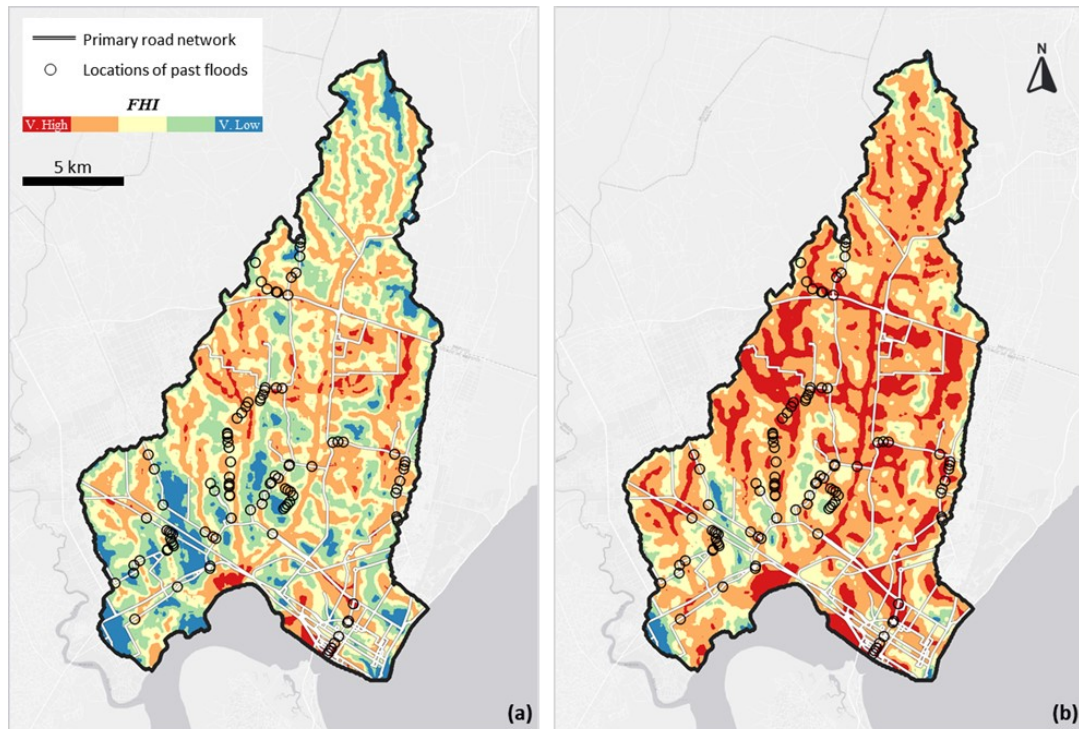 Primary road network
Locations of past floods
FHI
V. High V. Low
5 km
(a)
N
(b)